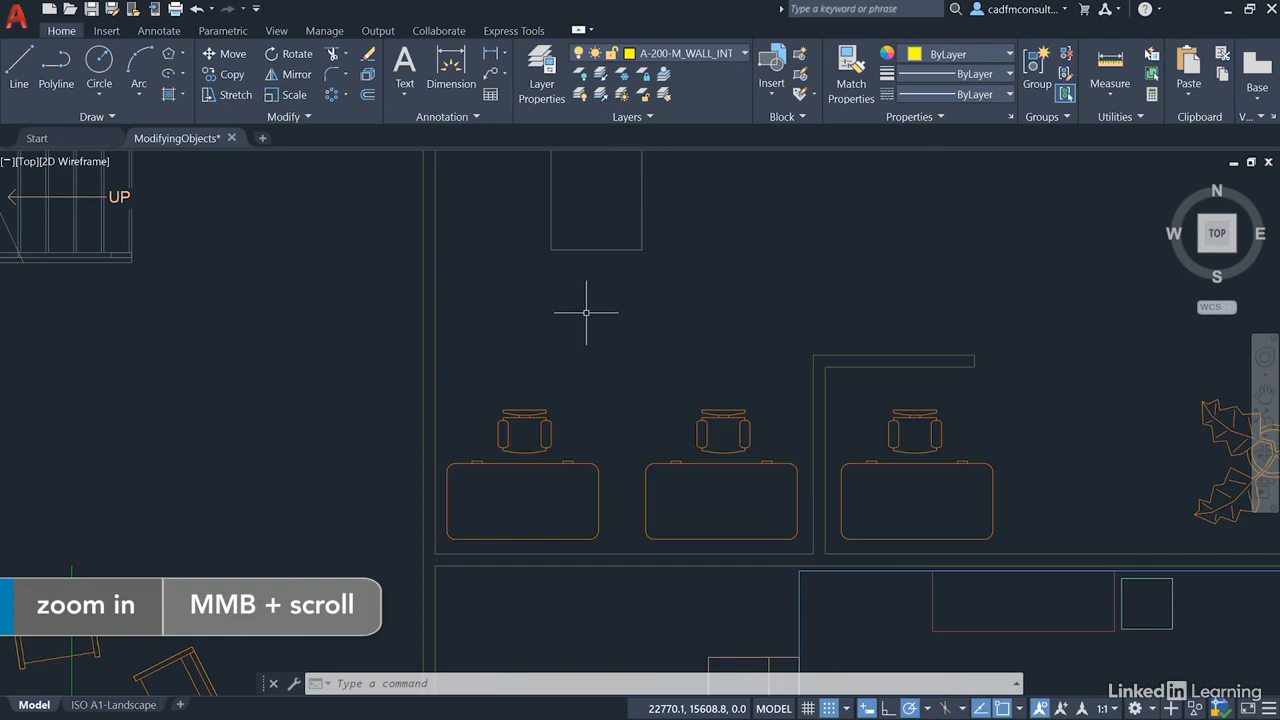 Type a keyword or phrase
cadfmconsult...
Home Insert Annotate Parametric View Manage Output Collaborate Express Tools
Line Polyline Circle Arc
Move Rotate
Copy Mirror
Stretch Scale
Text Dimension
Layer
Properties
A-200-M_WALL_INT
Insert
Match
Properties
ByLayer
ByLayer
ByLayer
Group
Measure
Paste
Base
Draw Modify Annotation Layers Block Properties Groups Utilities Clipboard V...
Start ModifyingObjects*
[−][Top][2D Wireframe]
UP
N
W TOP E
S
WCS
zoom in MMB + scroll
Type a command
Linked in Learning
Model ISO A1-Landscape
22770.1, 15608.8, 0.0 MODEL 1:1